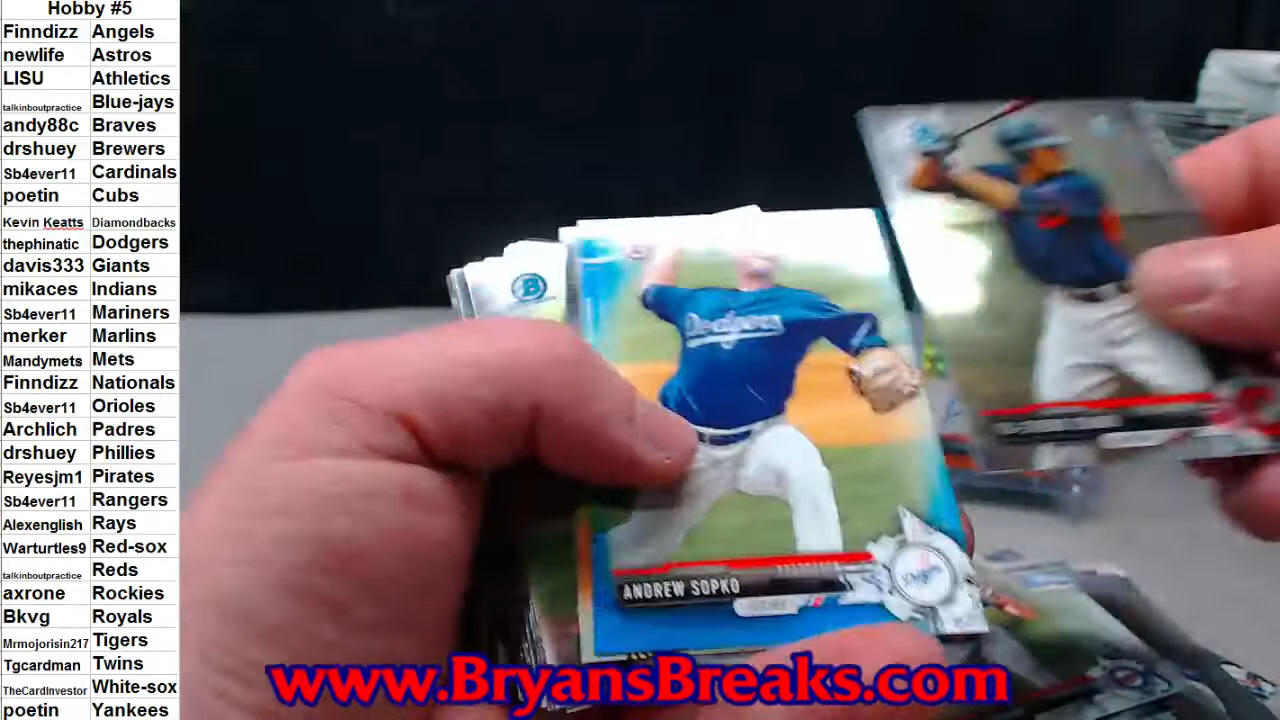 Hobby #5
Finndizz Angels
newlife Astros
LISU Athletics
talkinboutpractice Blue-jays
andy88c Braves
drshuey Brewers
Sb4ever11 Cardinals
poetin Cubs
Kevin Keatts Diamondbacks
thephinatic Dodgers
davis333 Giants
mikaces Indians
Sb4ever11 Mariners
merker Marlins
Mandymets Mets
Finndizz Nationals
Sb4ever11 Orioles
Archlich Padres
drshuey Phillies
Reyesjm1 Pirates
Sb4ever11 Rangers
Alexenglish Rays
Warturtles9 Red-sox
talkinboutpractice Reds
axrone Rockies
Bkvg Royals
Mrmojorisin217 Tigers
Tgcardman Twins
TheCardInvestor White-sox
poetin Yankees
B
Dodgers
ANDREW SOPKO
www.BryansBreaks.com